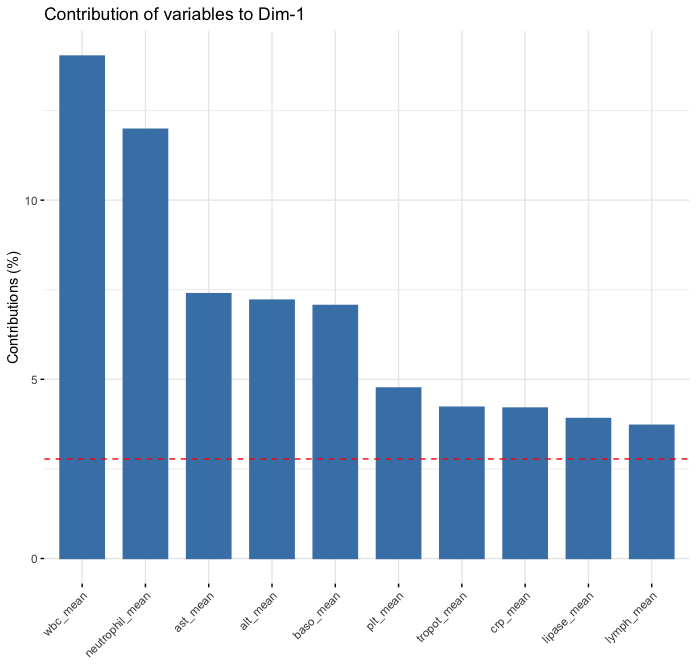 Contribution of variables to Dim-1
Contributions (%)
10
5
0
wbc_mean
neutrophil_mean
ast_mean
alt_mean
baso_mean
plt_mean
tropot_mean
crp_mean
lipase_mean
lymph_mean